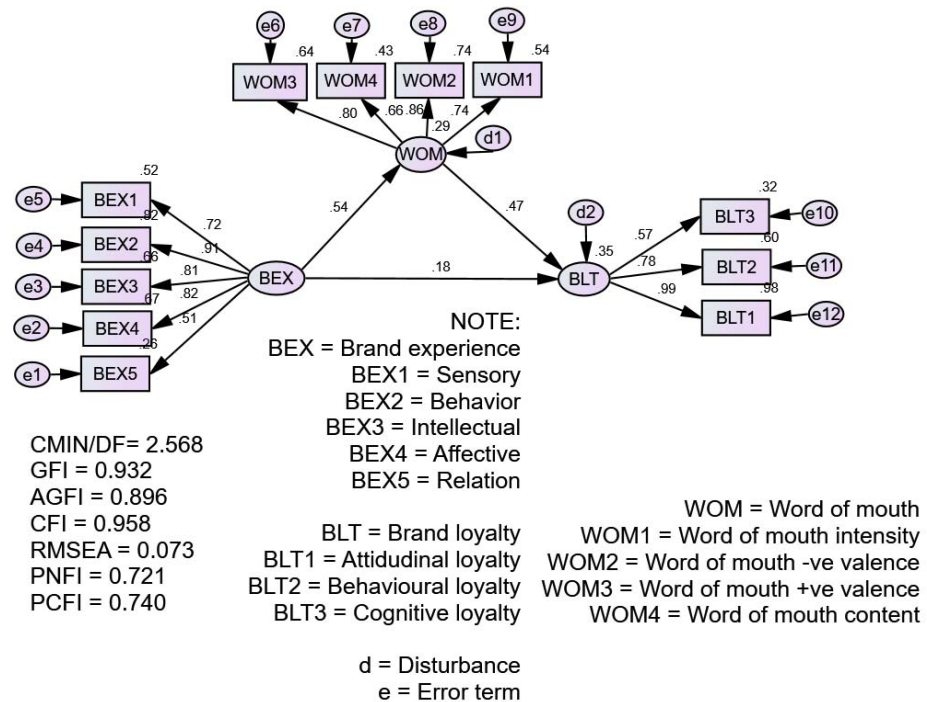 e6 e7 e8 e9
.64 .43 .74 .54
WOM3 WOM4 WOM2 WOM1
.80 .66 .86 .74
.29
WOM d1
.52
e5 BEX1
.82
e4 BEX2
.66
e3 BEX3
.67
e2 BEX4
.26
e1 BEX5
.72
.91
.81
.82
.51
BEX
.54
.47
.18
d2
.35
BLT
.57
.78
.99
.32
BLT3 e10
.60
BLT2 e11
.98
BLT1 e12
NOTE:
BEX = Brand experience
BEX1 = Sensory
BEX2 = Behavior
BEX3 = Intellectual
BEX4 = Affective
BEX5 = Relation
BLT = Brand loyalty
BLT1 = Attidudinal loyalty
BLT2 = Behavioural loyalty
BLT3 = Cognitive loyalty
d = Disturbance
e = Error term
CMIN/DF= 2.568
GFI = 0.932
AGFI = 0.896
CFI = 0.958
RMSEA = 0.073
PNFI = 0.721
PCFI = 0.740
WOM = Word of mouth
WOM1 = Word of mouth intensity
WOM2 = Word of mouth -ve valence
WOM3 = Word of mouth +ve valence
WOM4 = Word of mouth content